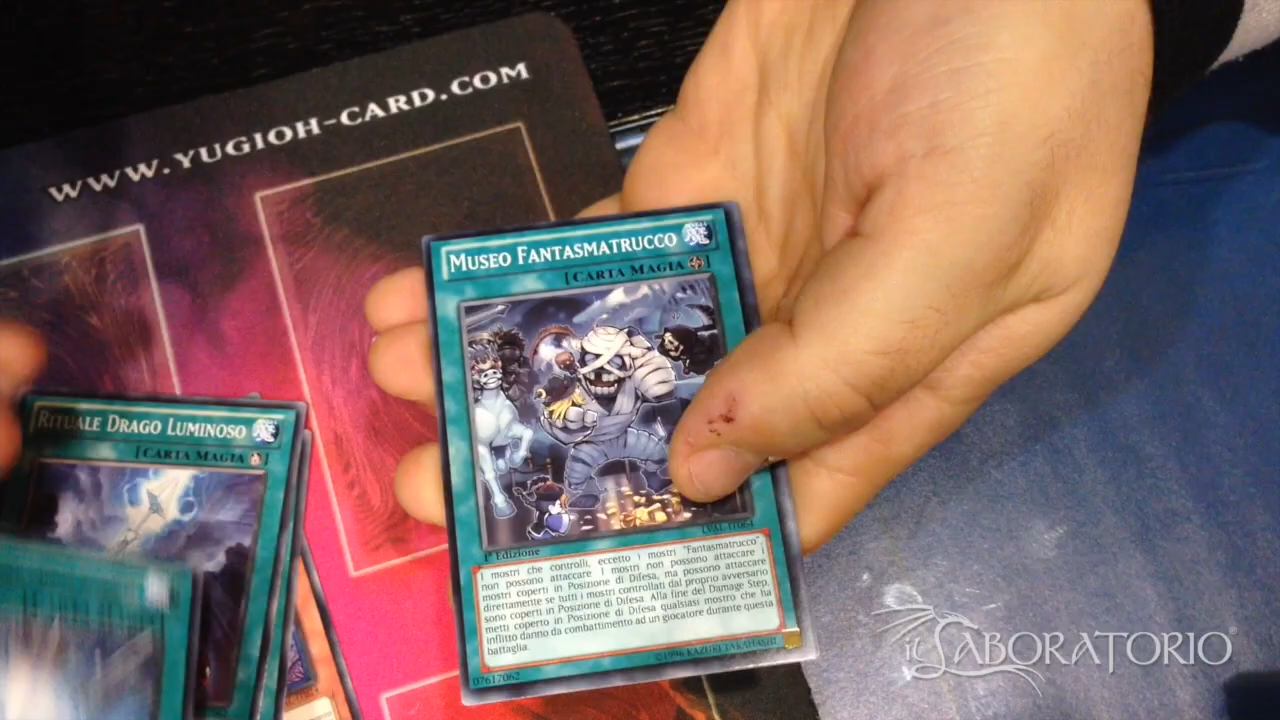 WWW.YUGIOH-CARD.COM
MUSEO FANTASMATRUCCO
[CARTA MAGIA ]
LVAL-IT064
1ª Edizione
I mostri che controlli, eccetto i mostri "Fantasmatrucco",
non possono attaccare. I mostri non possono attaccare i
mostri coperti in Posizione di Difesa, ma possono attaccare
direttamente se tutti i mostri controllati dal proprio avversario
sono coperti in Posizione di Difesa. Alla fine del Damage Step,
metti coperto in Posizione di Difesa qualsiasi mostro che ha
inflitto danno da combattimento ad un giocatore durante questa
battaglia.
07617062
©1996 KAZUKI TAKAHASHI
RITUALE DRAGO LUMINOSO
[CARTA MAGIA ]
il LABORATORIO®